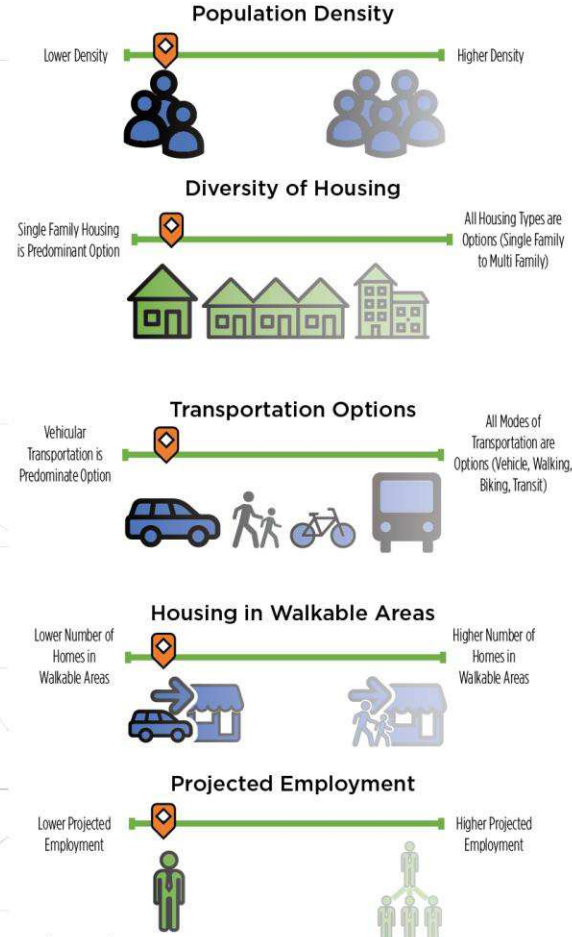 Population Density
Lower Density
Higher Density
Diversity of Housing
Single Family Housing
is Predominant Option
All Housing Types are
Options (Single Family
to Multi Family)
Transportation Options
Vehicular
Transportation is
Predominate Option
All Modes of
Transportation are
Options (Vehicle, Walking,
Biking, Transit)
Housing in Walkable Areas
Lower Number of
Homes in
Walkable Areas
Higher Number of
Homes in
Walkable Areas
Projected Employment
Lower Projected
Employment
Higher Projected
Employment